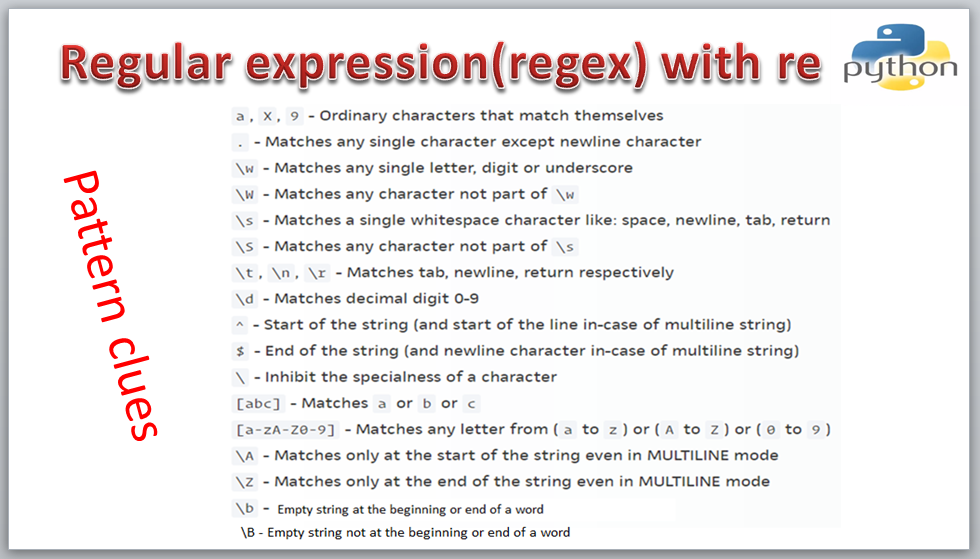 Regular expression(regex) with re
python
Pattern clues
a, X, 9 - Ordinary characters that match themselves
. - Matches any single character except newline character
\w - Matches any single letter, digit or underscore
\W - Matches any character not part of \w
\s - Matches a single whitespace character like: space, newline, tab, return
\S - Matches any character not part of \s
\t, \n, \r - Matches tab, newline, return respectively
\d - Matches decimal digit 0-9
^ - Start of the string (and start of the line in-case of multiline string)
$ - End of the string (and newline character in-case of multiline string)
\ - Inhibit the specialness of a character
[abc] - Matches a or b or c
[a-zA-Z0-9] - Matches any letter from ( a to z ) or ( A to Z ) or ( 0 to 9 )
\A - Matches only at the start of the string even in MULTILINE mode
\Z - Matches only at the end of the string even in MULTILINE mode
\b - Empty string at the beginning or end of a word
\B - Empty string not at the beginning or end of a word